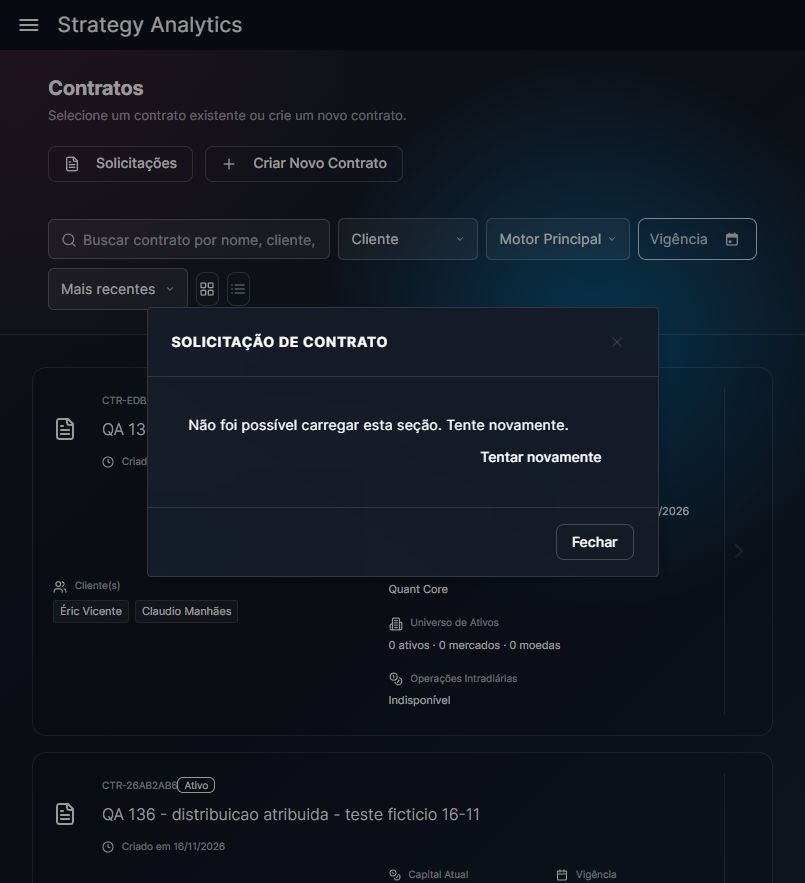 Strategy Analytics
Contratos
Selecione um contrato existente ou crie um novo contrato.
Solicitações
Criar Novo Contrato
Buscar contrato por nome, cliente,
Cliente
Motor Principal
Vigência
Mais recentes
SOLICITAÇÃO DE CONTRATO
CTR-EDB
QA 13
Não foi possível carregar esta seção. Tente novamente.
Criad
Tentar novamente
/2026
Fechar
Cliente(s)
Éric Vicente
Claudio Manhães
Quant Core
Universo de Ativos
0 ativos · 0 mercados · 0 moedas
Operações Intradiárias
Indisponível
CTR-26AB2AB6 Ativo
QA 136 - distribuicao atribuida - teste ficticio 16-11
Criado em 16/11/2026
Capital Atual
Vigência